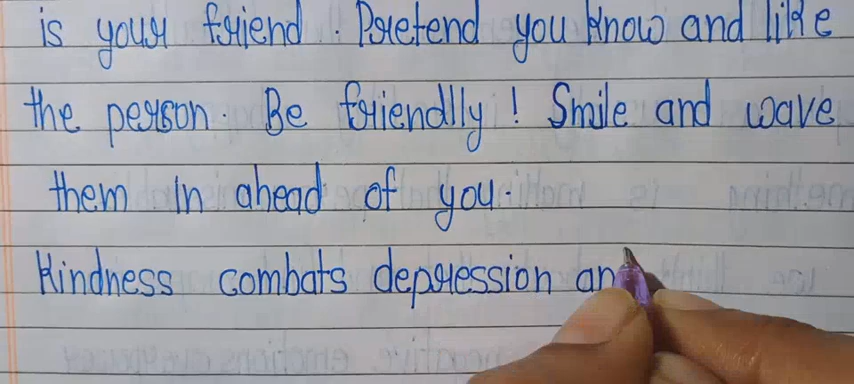 is your friend. Pretend you know and like
the person. Be friendlly! Smile and wave
them in ahead of you.
Kindness combats depression an